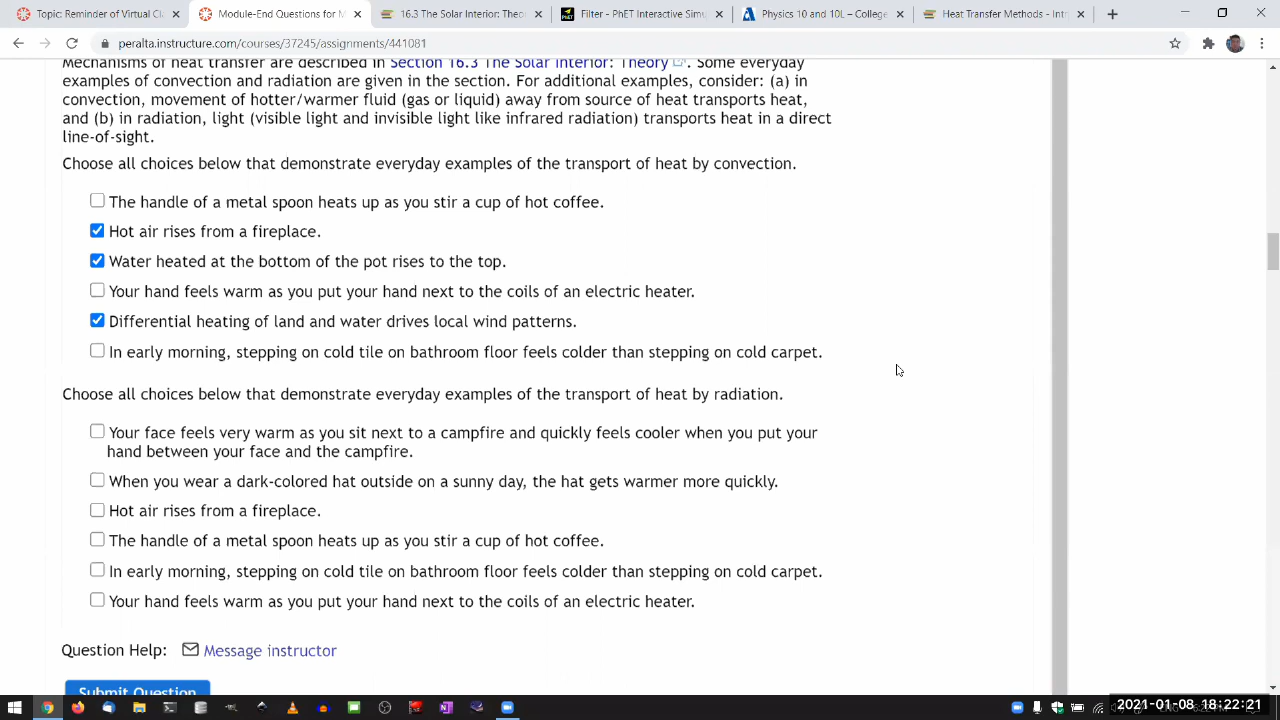 Topic: Reminder of Virtual Cla
Module-End Question for M
16.3 The Solar Interior: Theo
Filter - PhET Interactive Simu
Physics 10 and 10L – College
Heat Transfer Methods - Intr
peralta.instructure.com/courses/37245/assignments/441081
Mechanisms of heat transfer are described in Section 16.3 The Solar Interior: Theory. Some everyday
examples of convection and radiation are given in the section. For additional examples, consider: (a) in
convection, movement of hotter/warmer fluid (gas or liquid) away from source of heat transports heat,
and (b) in radiation, light (visible light and invisible light like infrared radiation) transports heat in a direct
line-of-sight.
Choose all choices below that demonstrate everyday examples of the transport of heat by convection.
The handle of a metal spoon heats up as you stir a cup of hot coffee.
Hot air rises from a fireplace.
Water heated at the bottom of the pot rises to the top.
Your hand feels warm as you put your hand next to the coils of an electric heater.
Differential heating of land and water drives local wind patterns.
In early morning, stepping on cold tile on bathroom floor feels colder than stepping on cold carpet.
Choose all choices below that demonstrate everyday examples of the transport of heat by radiation.
Your face feels very warm as you sit next to a campfire and quickly feels cooler when you put your
hand between your face and the campfire.
When you wear a dark-colored hat outside on a sunny day, the hat gets warmer more quickly.
Hot air rises from a fireplace.
The handle of a metal spoon heats up as you stir a cup of hot coffee.
In early morning, stepping on cold tile on bathroom floor feels colder than stepping on cold carpet.
Your hand feels warm as you put your hand next to the coils of an electric heater.
Question Help: Message instructor
Submit Question
2021-01-08 18:22:21